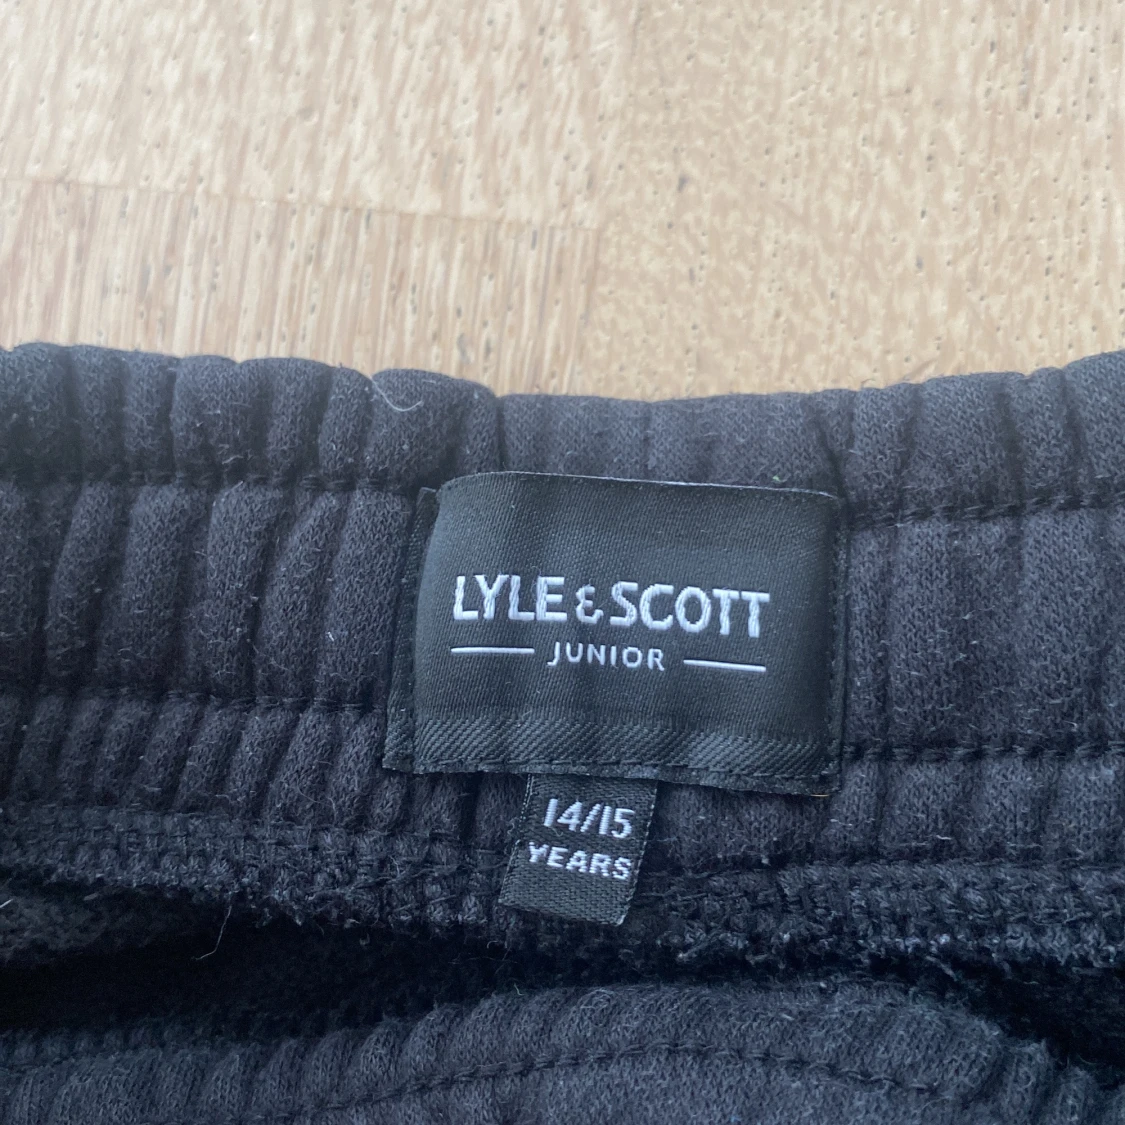 LYLE & SCOTT
JUNIOR
14/15
YEARS